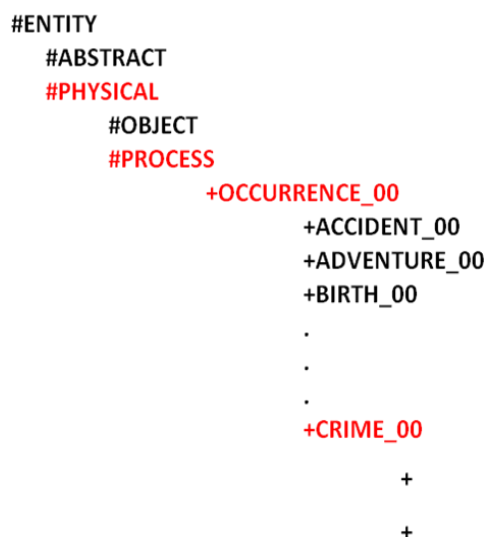 #ENTITY
#ABSTRACT
#PHYSICAL
#OBJECT
#PROCESS
+OCCURRENCE_00
+ACCIDENT_00
+ADVENTURE_00
+BIRTH_00
.
.
.
+CRIME_00
+
+